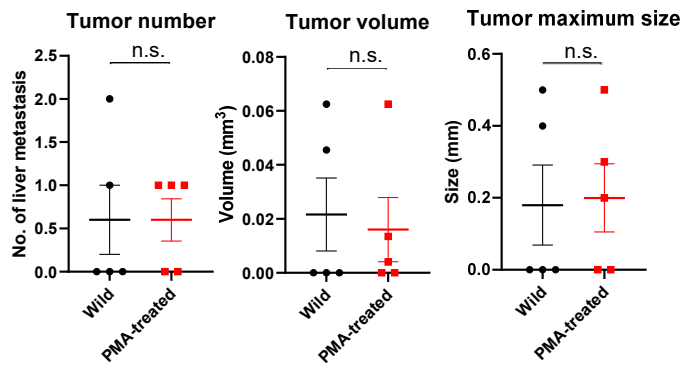 Tumor number
n.s.
No. of liver metastasis
2.5
2.0
1.5
1.0
0.5
0.0
Wild
PMA-treated
Tumor volume
n.s.
Volume (mm³)
0.08
0.06
0.04
0.02
0.00
Wild
PMA-treated
Tumor maximum size
n.s.
Size (mm)
0.6
0.4
0.2
0.0
Wild
PMA-treated